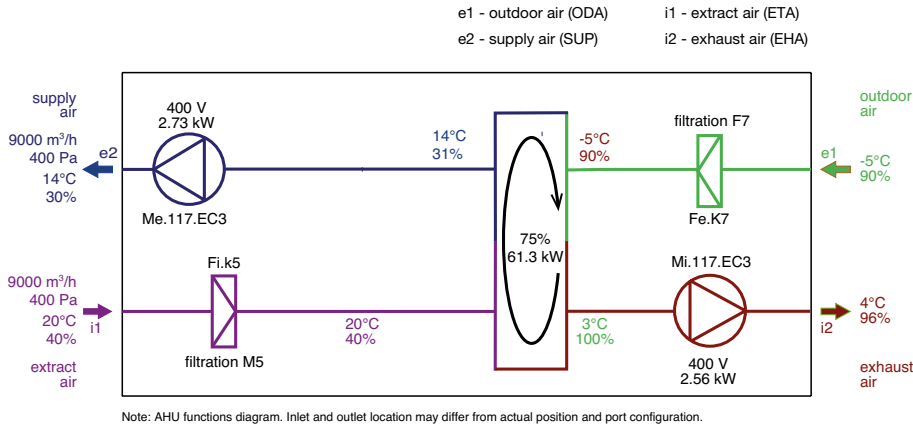 e1 - outdoor air (ODA)
i1 - extract air (ETA)
e2 - supply air (SUP)
i2 - exhaust air (EHA)
supply
air
9000 m³/h
400 Pa
14°C
30%
e2
400 V
2.73 kW
Me.117.EC3
14°C
31%
-5°C
90%
filtration F7
Fe.K7
outdoor
air
e1
-5°C
90%
75%
61.3 kW
9000 m³/h
400 Pa
20°C
40%
i1
extract
air
Fi.k5
filtration M5
20°C
40%
3°C
100%
Mi.117.EC3
400 V
2.56 kW
i2
4°C
96%
exhaust
air
Note: AHU functions diagram. Inlet and outlet location may differ from actual position and port configuration.